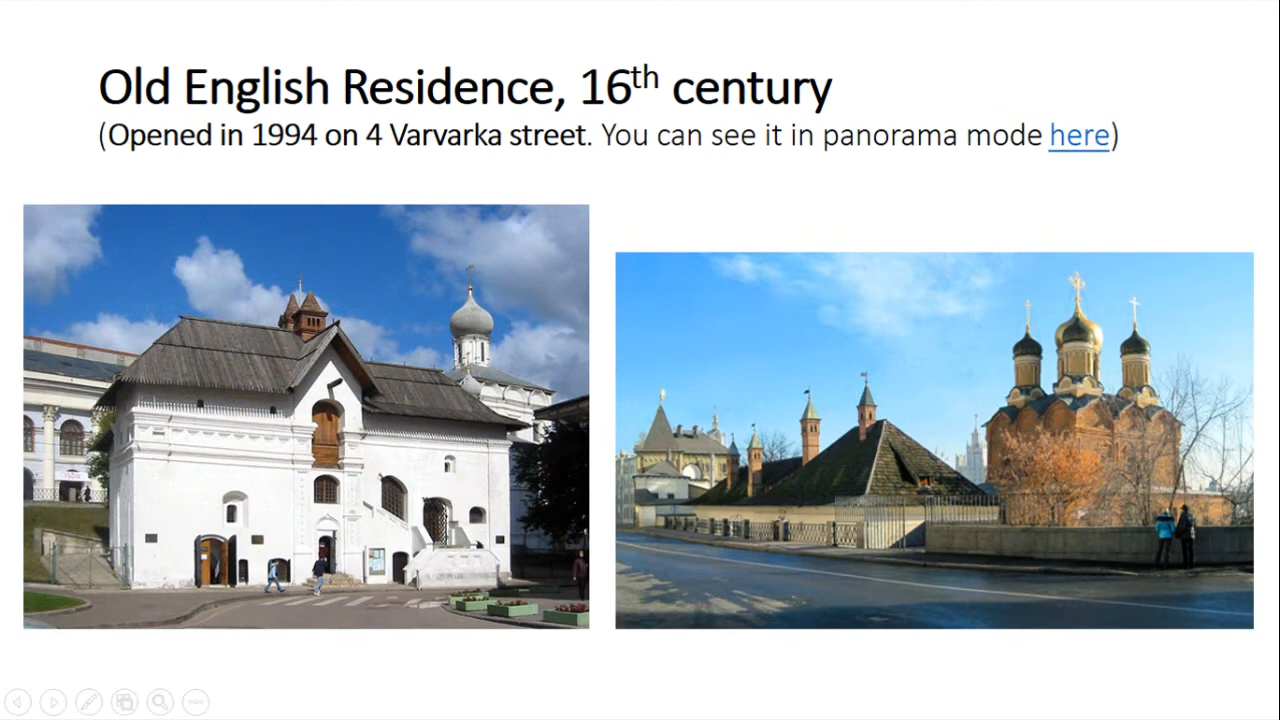 Old English Residence, 16th century
(Opened in 1994 on 4 Varvarka street. You can see it in panorama mode here)